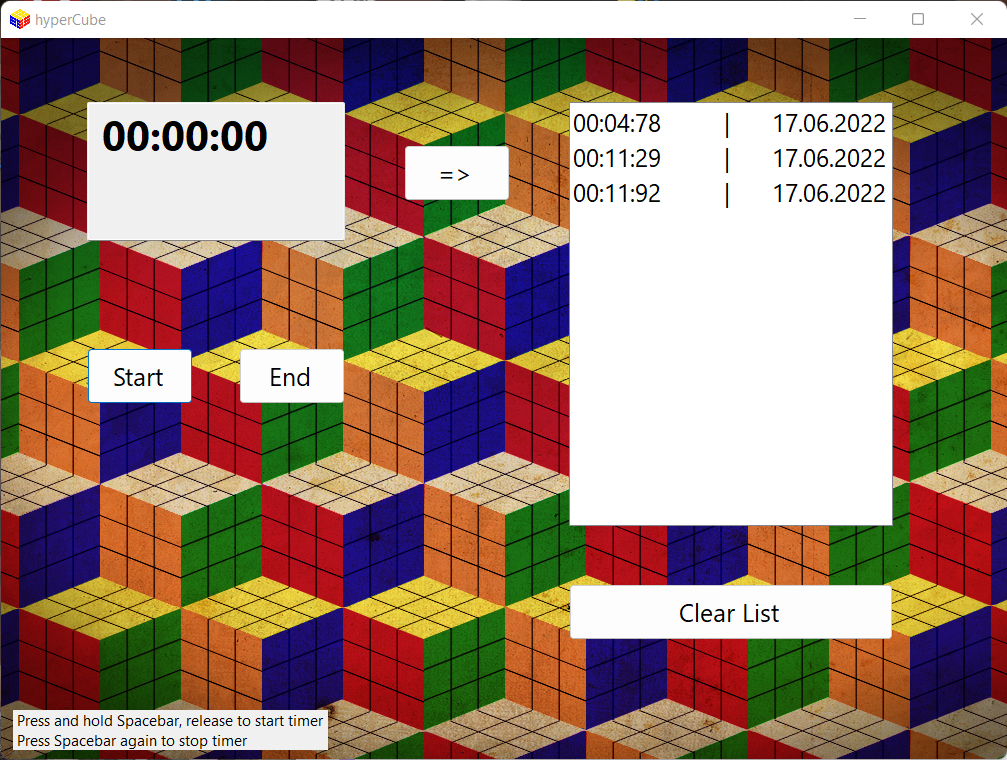 hyperCube
00:00:00
=>
00:04:78 | 17.06.2022
00:11:29 | 17.06.2022
00:11:92 | 17.06.2022
Start
End
Clear List
Press and hold Spacebar, release to start timer
Press Spacebar again to stop timer